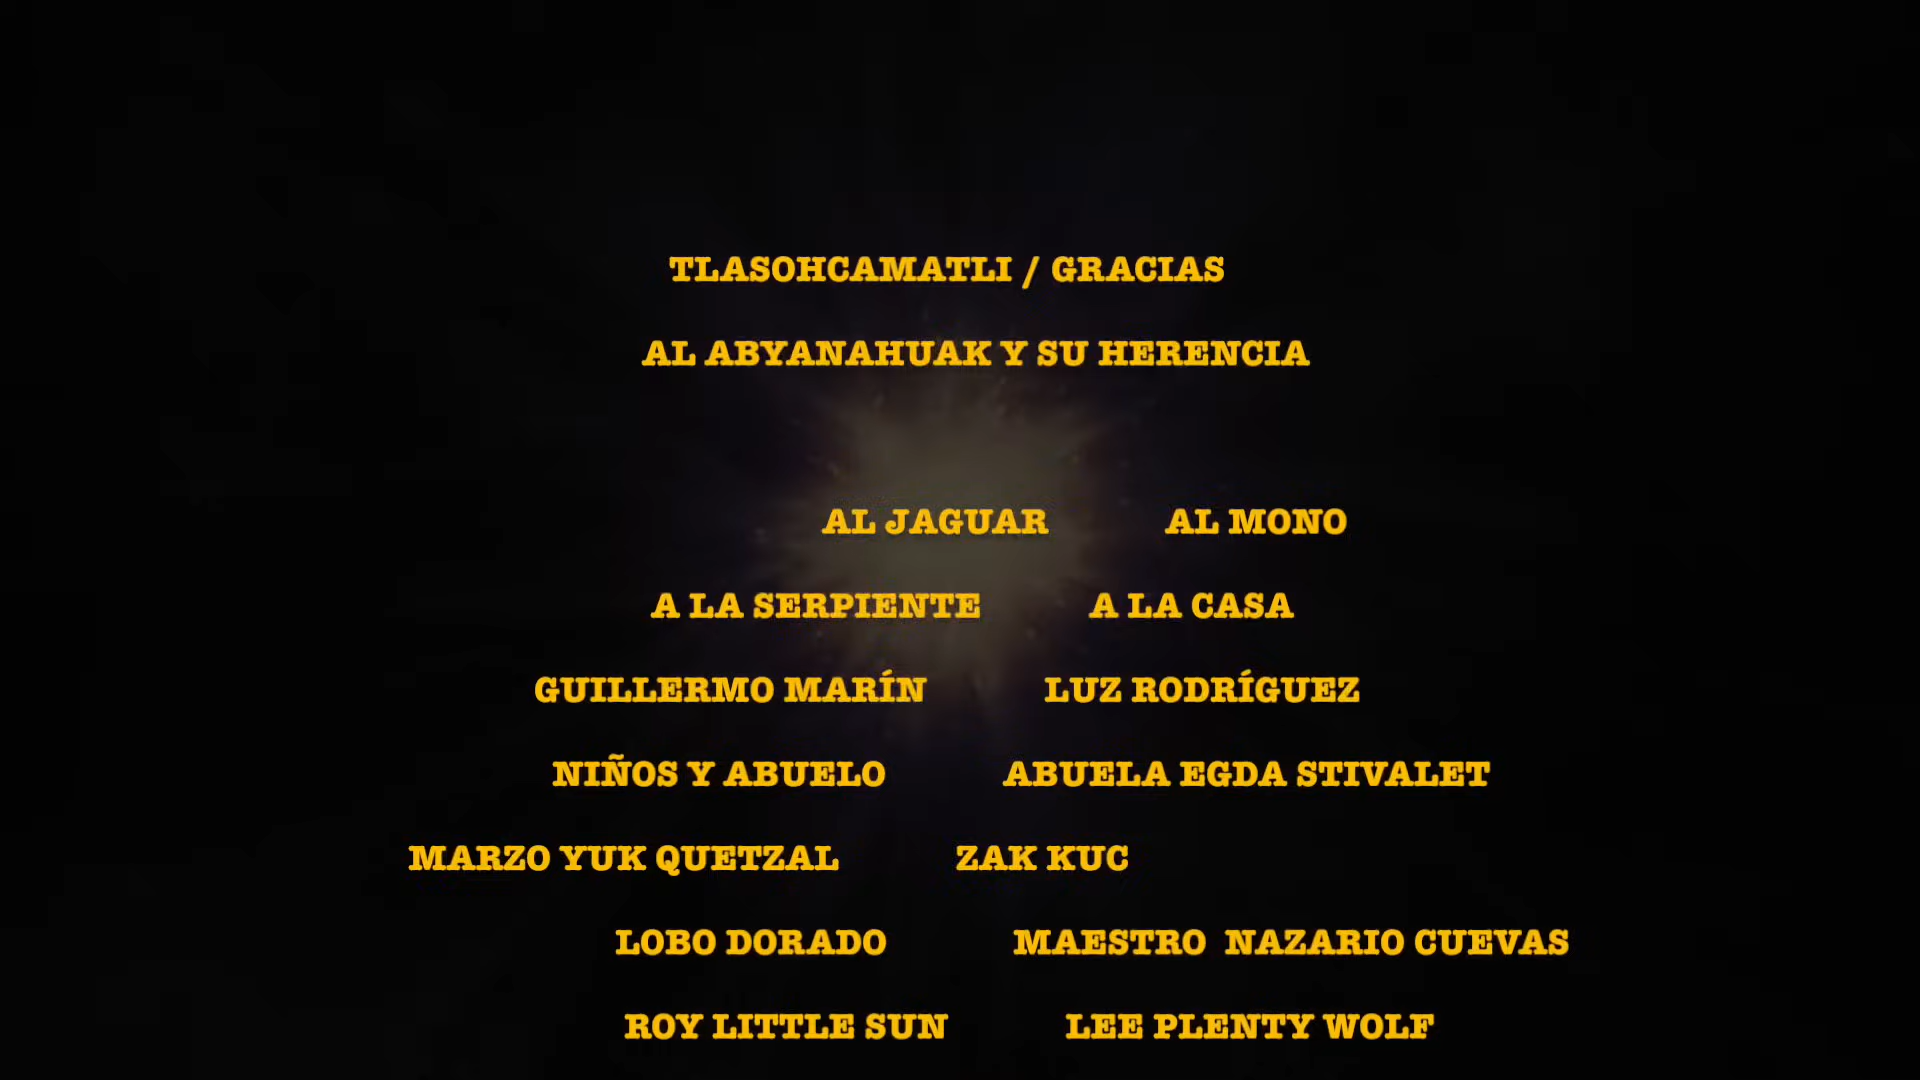 TLASOHCAMATLI / GRACIAS
AL ABYANAHUAK Y SU HERENCIA
AL JAGUAR AL MONO
A LA SERPIENTE A LA CASA
GUILLERMO MARÍN LUZ RODRÍGUEZ
NIÑOS Y ABUELO ABUELA EGDA STIVALET
MARZO YUK QUETZAL ZAK KUC
LOBO DORADO MAESTRO NAZARIO CUEVAS
ROY LITTLE SUN LEE PLENTY WOLF